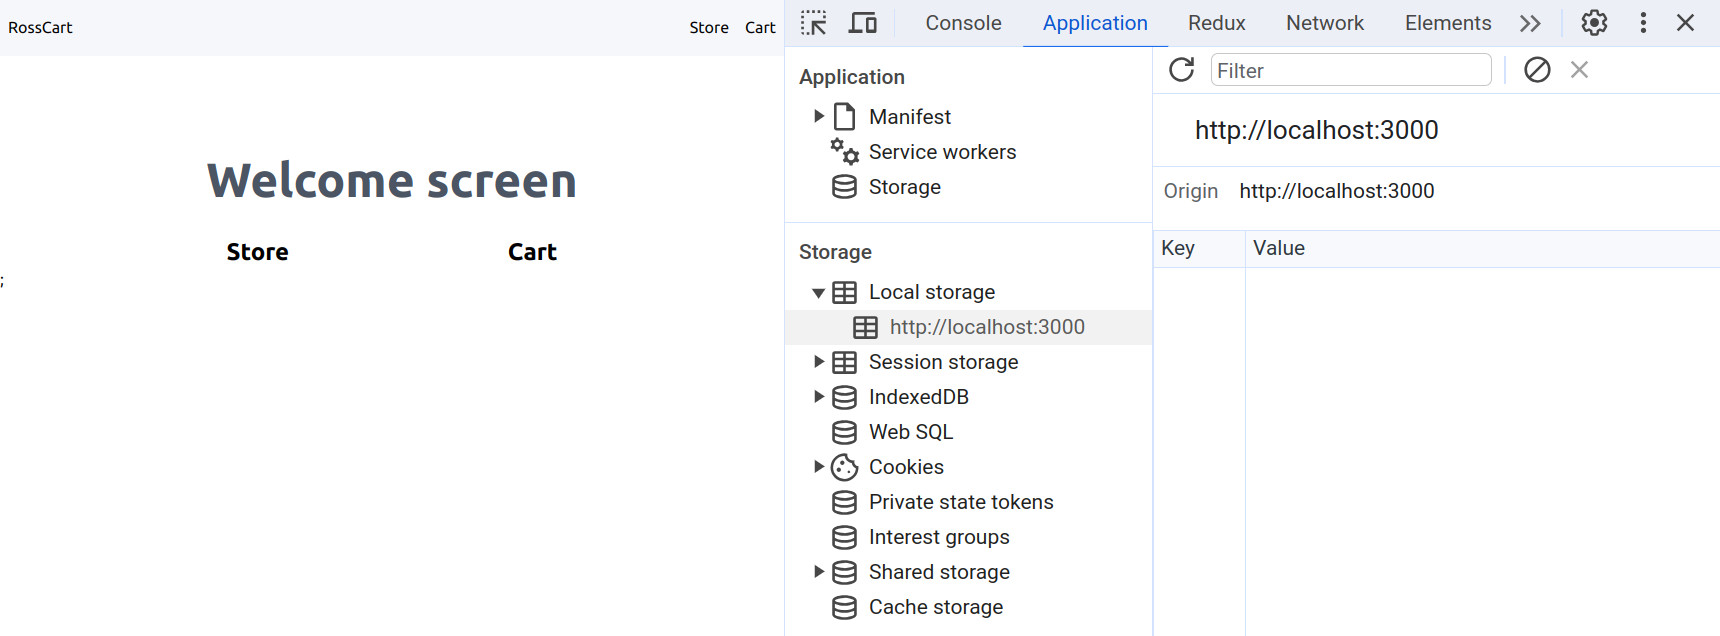 RossCart
Store Cart
Welcome screen
Store Cart
;
Console Application Redux Network Elements
Application
Manifest
Service workers
Storage
Storage
Local storage
http://localhost:3000
Session storage
IndexedDB
Web SQL
Cookies
Private state tokens
Interest groups
Shared storage
Cache storage
Filter
http://localhost:3000
Origin http://localhost:3000
Key Value